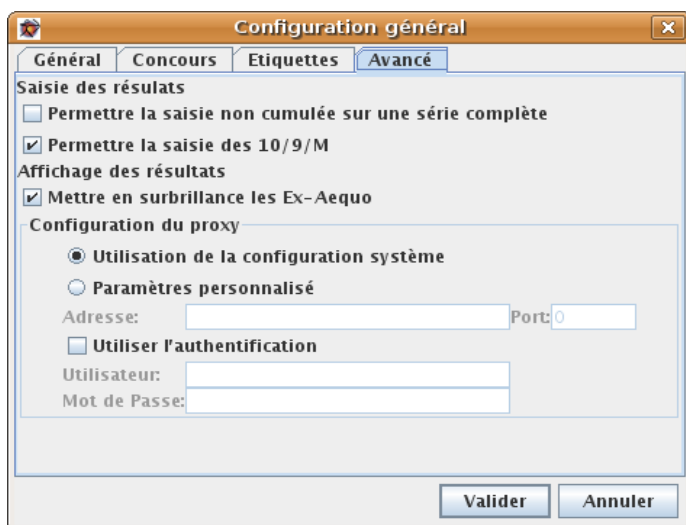 Configuration général
Général Concours Etiquettes Avancé
Saisie des résulats
Permettre la saisie non cumulée sur une série complète
Permettre la saisie des 10/9/M
Affichage des résultats
Mettre en surbrillance les Ex-Aequo
Configuration du proxy
Utilisation de la configuration système
Paramètres personnalisé
Adresse: Port: 0
Utiliser l'authentification
Utilisateur:
Mot de Passe:
Valider Annuler